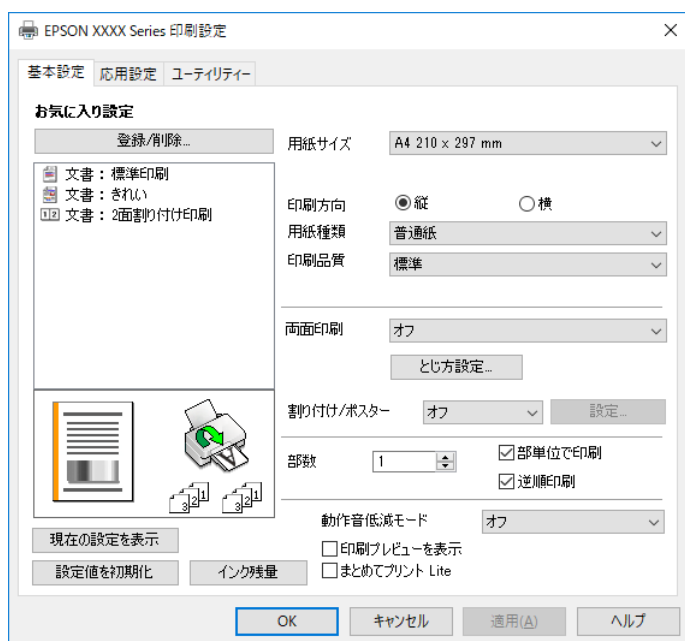 EPSON XXXX Series 印刷設定
基本設定 応用設定 ユーティリティー
お気に入り設定
登録/削除...
文書：標準印刷
文書：きれい
文書：2面割り付け印刷
用紙サイズ A4 210 x 297 mm
印刷方向 縦 横
用紙種類 普通紙
印刷品質 標準
両面印刷 オフ
とじ方設定...
割り付け/ポスター オフ 設定...
部数 1 部単位で印刷
逆順印刷
1 2
3 2 1 3 2 1
動作音低減モード オフ
印刷プレビューを表示
まとめてプリント Lite
現在の設定を表示
設定値を初期化 インク残量
OK キャンセル 適用(A) ヘルプ